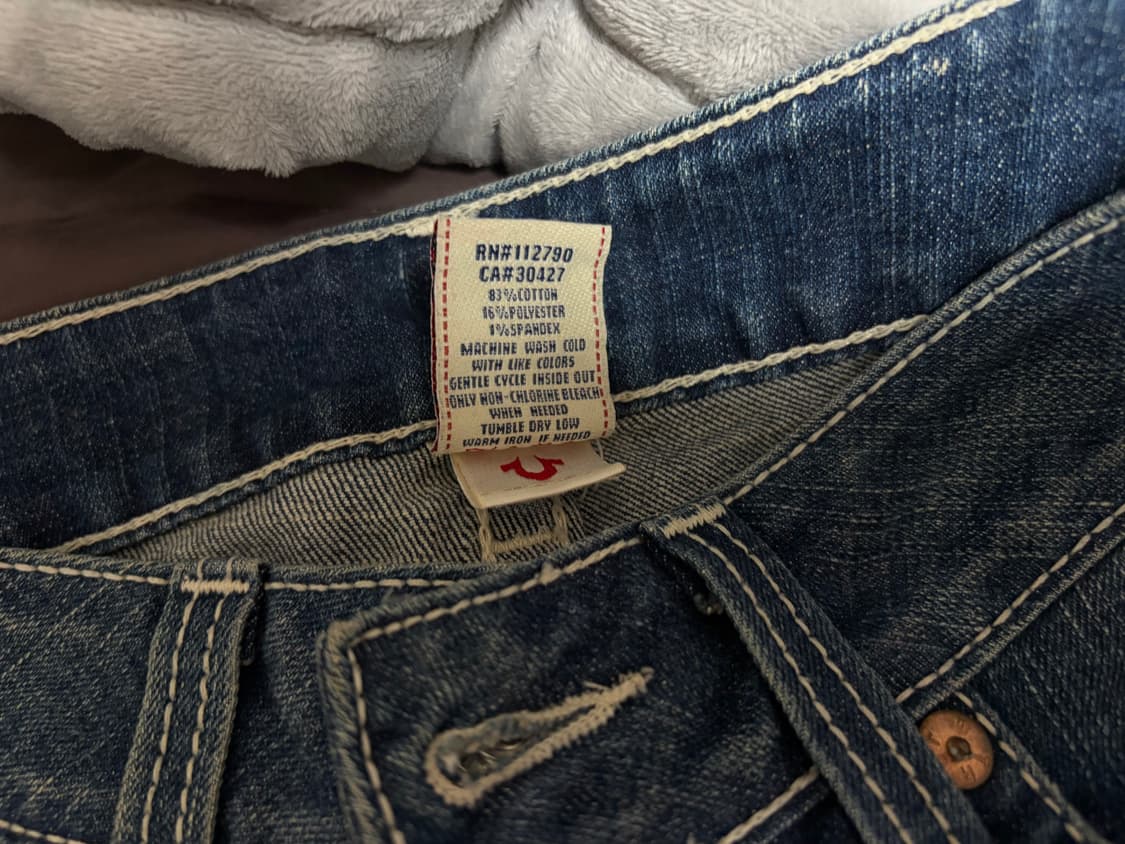 RN#112790
CA#30427
83%COTTON
16%POLYESTER
1%SPANDEX
MACHINE WASH COLD
WITH LIKE COLORS
GENTLE CYCLE INSIDE OUT
ONLY NON-CHLORINE BLEACH
WHEN NEEDED
TUMBLE DRY LOW
WARM IRON IF NEEDED